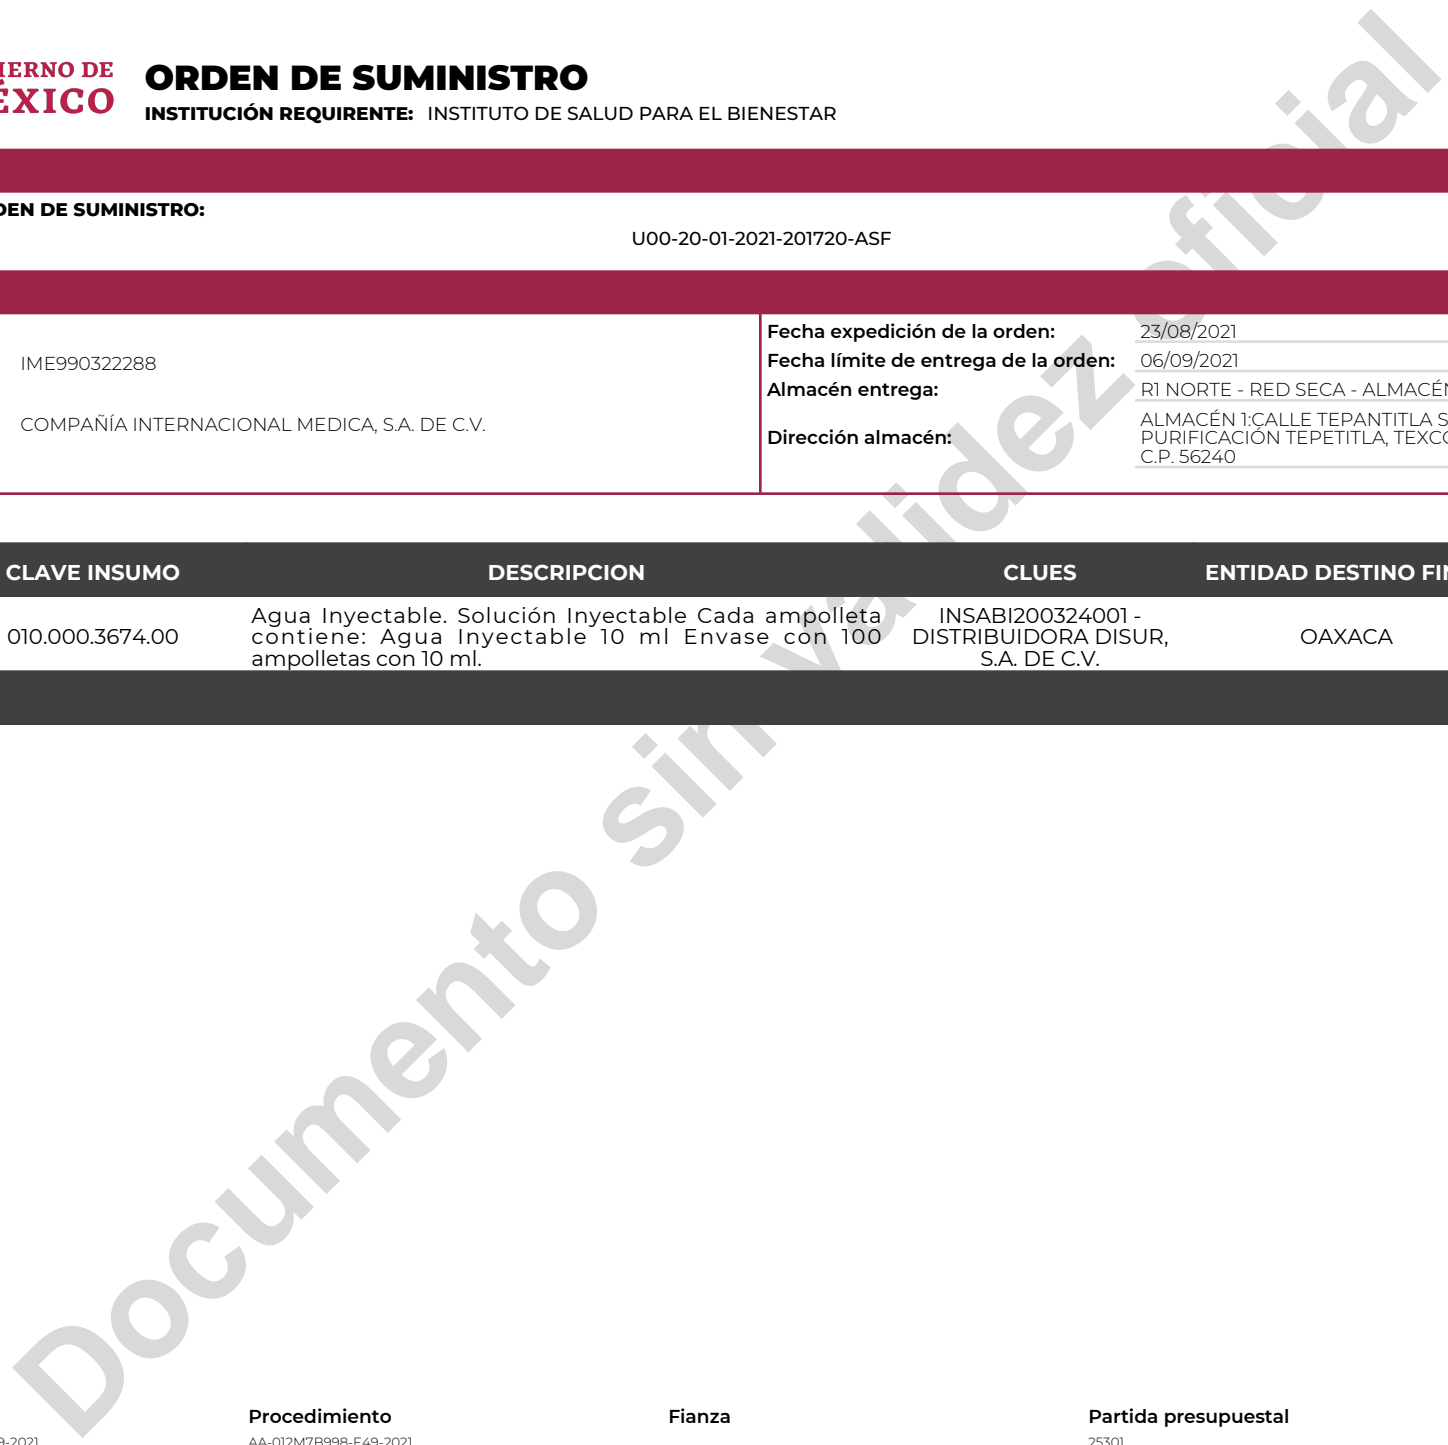 IERNO DE
ÉXICO
ORDEN DE SUMINISTRO
INSTITUCIÓN REQUIRENTE: INSTITUTO DE SALUD PARA EL BIENESTAR
DEN DE SUMINISTRO:
U00-20-01-2021-201720-ASF
IME990322288
COMPAÑÍA INTERNACIONAL MEDICA, S.A. DE C.V.
Fecha expedición de la orden: 23/08/2021
Fecha límite de entrega de la orden: 06/09/2021
Almacén entrega: R1 NORTE - RED SECA - ALMACÉN
Dirección almacén: ALMACÉN 1:CALLE TEPANTITLA S
PURIFICACIÓN TEPETITLA, TEXCO
C.P. 56240
CLAVE INSUMO DESCRIPCION CLUES ENTIDAD DESTINO FIN
010.000.3674.00
Agua Inyectable. Solución Inyectable Cada ampolleta
contiene: Agua Inyectable 10 ml Envase con 100
ampolletas con 10 ml.
INSABI200324001 -
DISTRIBUIDORA DISUR,
S.A. DE C.V.
OAXACA
Documento sin validez oficial
Procedimiento Fianza Partida presupuestal
9-2021 AA-012M7B998-E49-2021 25301